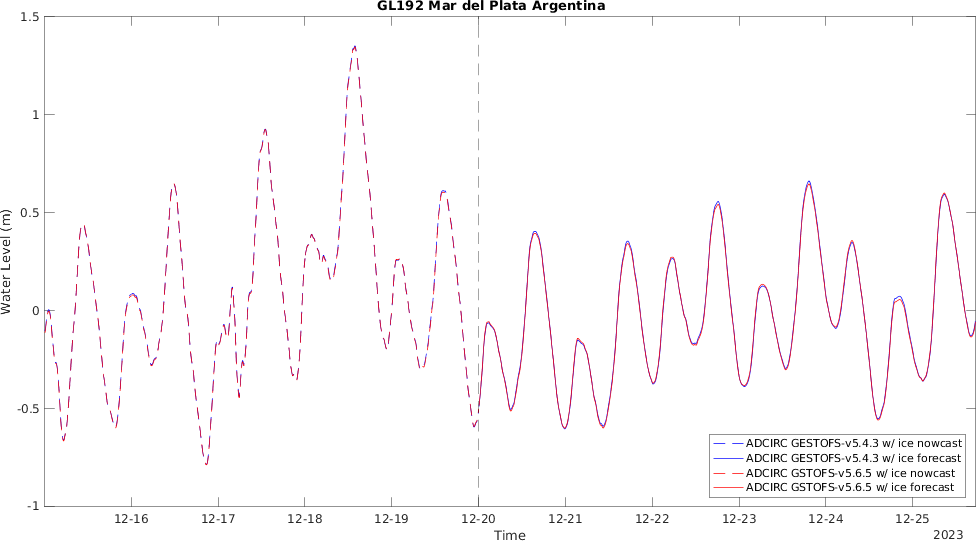 GL192 Mar del Plata Argentina
1.5
1
0.5
0
-0.5
-1
Water Level (m)
12-16 12-17 12-18 12-19 12-20 12-21 12-22 12-23 12-24 12-25
Time
2023
ADCIRC GESTOFS-v5.4.3 w/ ice nowcast
ADCIRC GESTOFS-v5.4.3 w/ ice forecast
ADCIRC GSTOFS-v5.6.5 w/ ice nowcast
ADCIRC GSTOFS-v5.6.5 w/ ice forecast